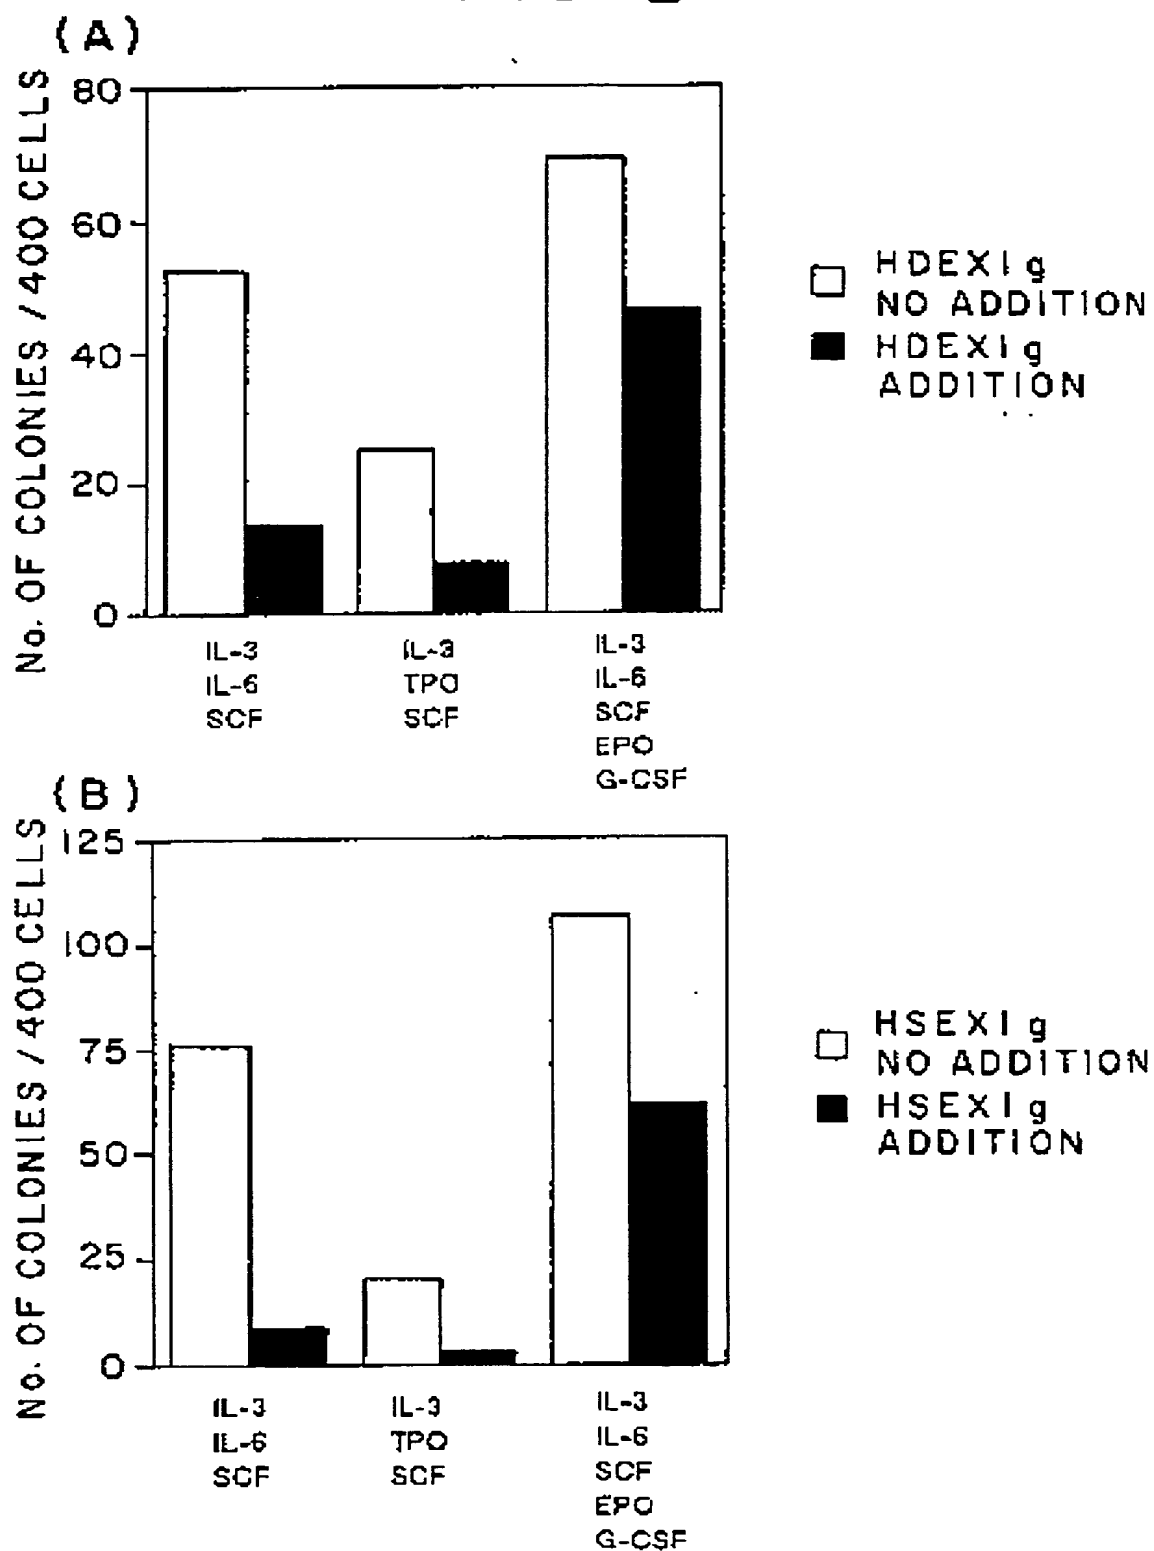 (A)
No. OF COLONIES / 400 CELLS
80
60
40
20
0
IL-3
IL-6
SCF
IL-3
TPO
SCF
IL-3
IL-6
SCF
EPO
G-CSF
HDEXIg
NO ADDITION
HDEXIg
ADDITION
(B)
No. OF COLONIES / 400 CELLS
125
100
75
50
25
0
IL-3
IL-6
SCF
IL-3
TPO
SCF
IL-3
IL-6
SCF
EPO
G-CSF
HSEXIg
NO ADDITION
HSEXIg
ADDITION